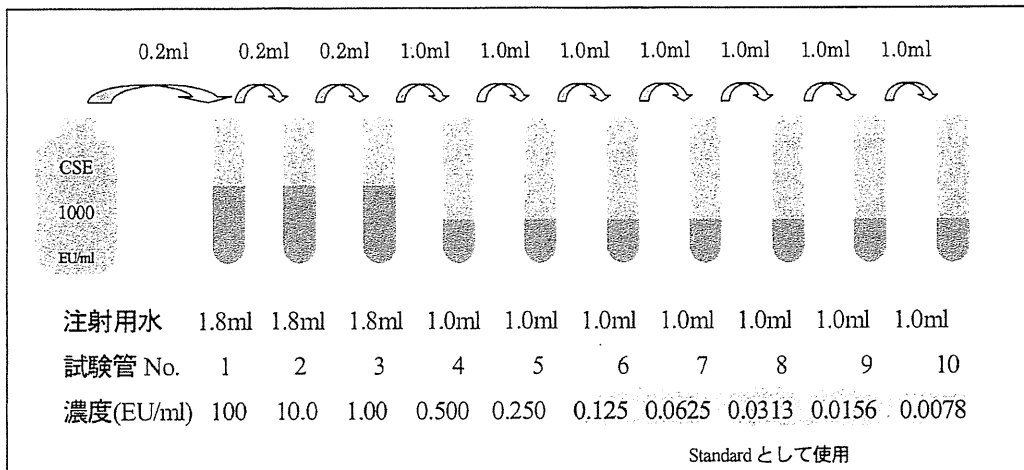 0.2ml 0.2ml 0.2ml 1.0ml 1.0ml 1.0ml 1.0ml 1.0ml 1.0ml 1.0ml
CSE
1000
EU/ml
注射用水 1.8ml 1.8ml 1.8ml 1.0ml 1.0ml 1.0ml 1.0ml 1.0ml 1.0ml 1.0ml
試験管 No. 1 2 3 4 5 6 7 8 9 10
濃度(EU/ml) 100 10.0 1.00 0.500 0.250 0.125 0.0625 0.0313 0.0156 0.0078
Standard として使用